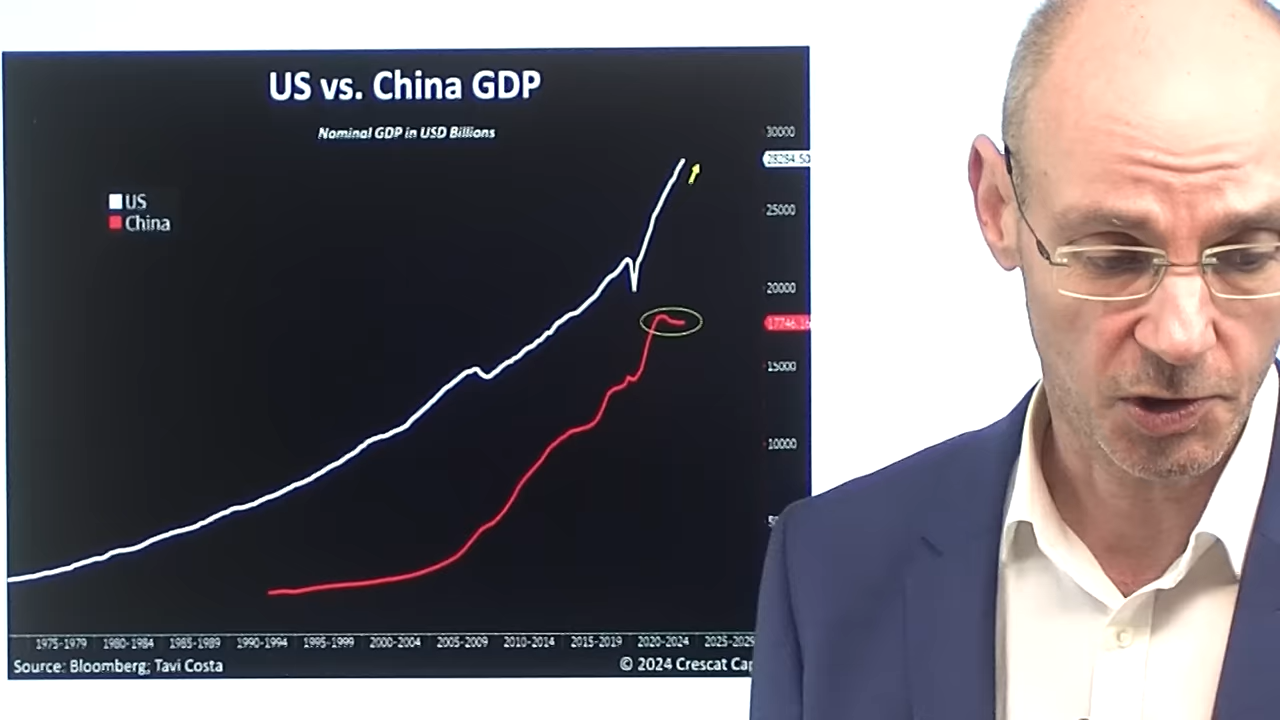 US vs. China GDP
Nominal GDP in USD Billions
US
China
30000
28284.50
25000
20000
17746.16
15000
10000
1975-1979 1980-1984 1985-1989 1990-1994 1995-1999 2000-2004 2005-2009 2010-2014 2015-2019 2020-2024 2025-2029
Source: Bloomberg; Tavi Costa
© 2024 Crescat